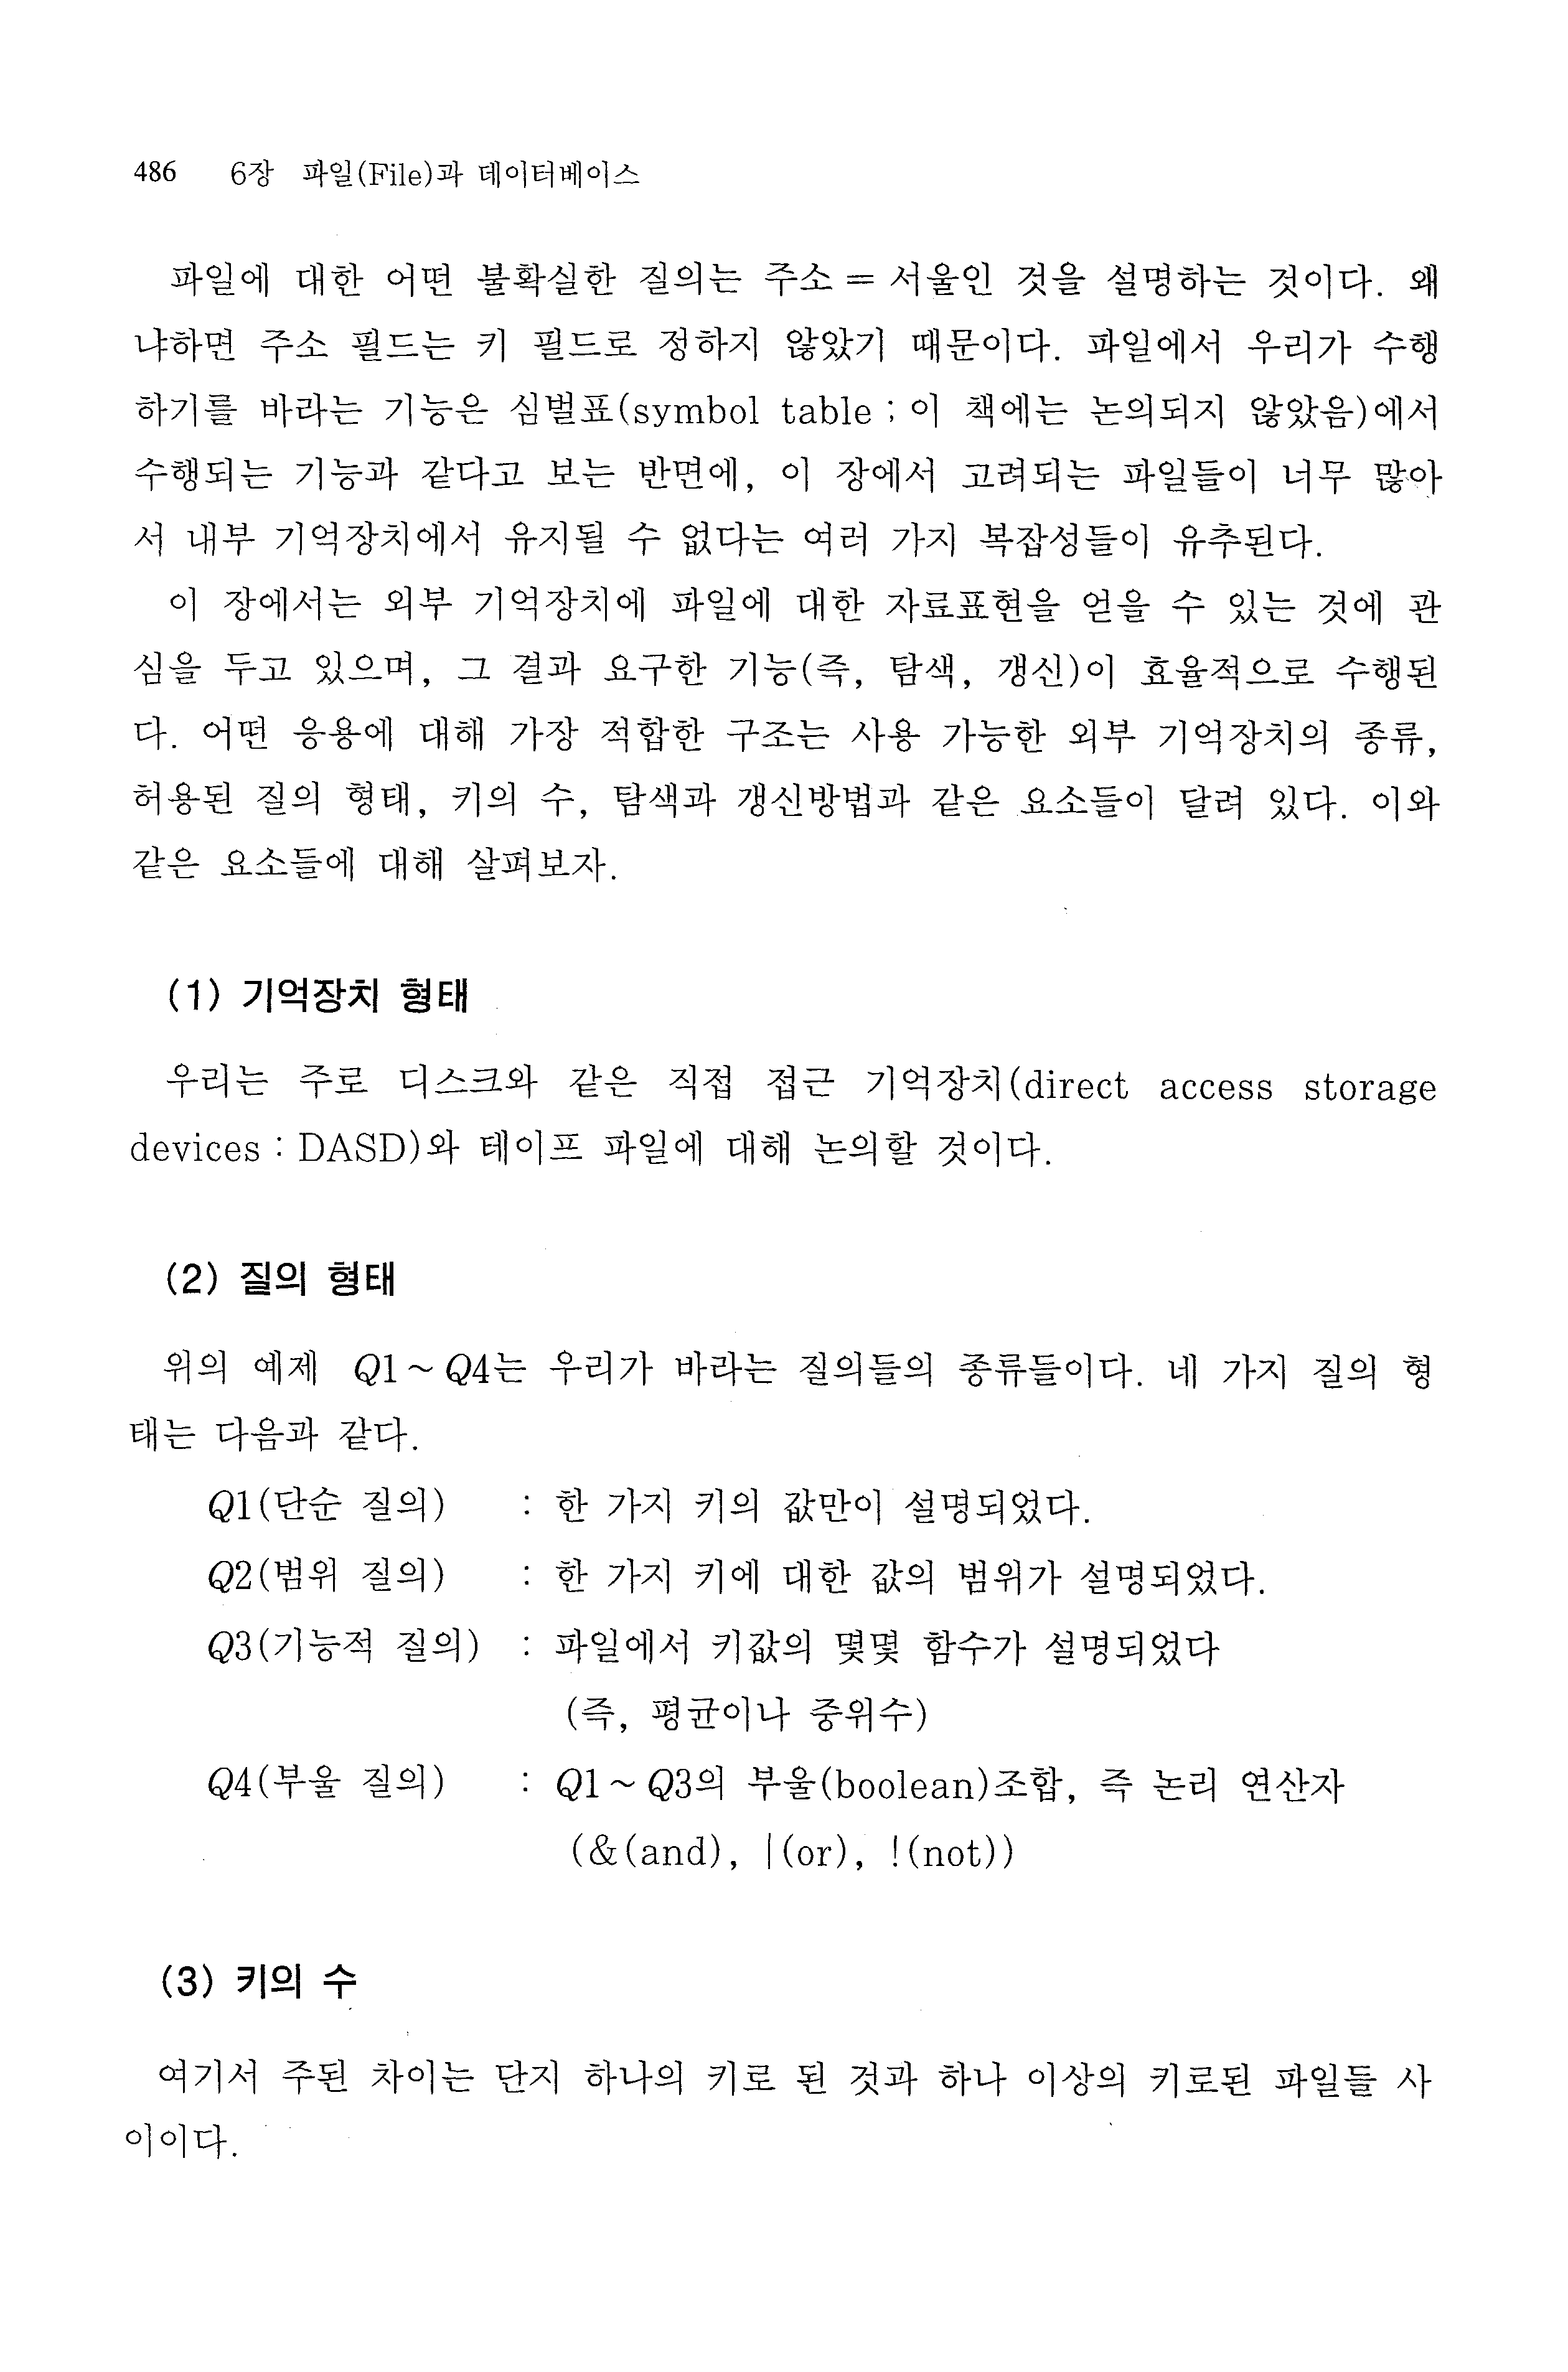 486 6장 파일(File)과 데이터베이스
파일에 대한 어떤 불확실한 질의는 주소 = 서울인 것을 설명하는 것이다. 왜
냐하면 주소 필드는 키 필드로 정하지 않았기 때문이다. 파일에서 우리가 수행
하기를 바라는 기능은 심벌표(symbol table ; 이 책에는 논의되지 않았음)에서
수행되는 기능과 같다고 보는 반면에, 이 장에서 고려되는 파일들이 너무 많아
서 내부 기억장치에서 유지될 수 없다는 여러 가지 복잡성들이 유추된다.
이 장에서는 외부 기억장치에 파일에 대한 자료표현을 얻을 수 있는 것에 관
심을 두고 있으며, 그 결과 요구한 기능(즉, 탐색, 갱신)이 효율적으로 수행된
다. 어떤 응용에 대해 가장 적합한 구조는 사용 가능한 외부 기억장치의 종류,
허용된 질의 형태, 키의 수, 탐색과 갱신방법과 같은 요소들이 달려 있다. 이와
같은 요소들에 대해 살펴보자.
(1) 기억장치 형태
우리는 주로 디스크와 같은 직접 접근 기억장치(direct access storage
devices : DASD)와 테이프 파일에 대해 논의할 것이다.
(2) 질의 형태
위의 예제 Q1 ~ Q4는 우리가 바라는 질의들의 종류들이다. 네 가지 질의 형
태는 다음과 같다.
Q1(단순 질의) : 한 가지 키의 값만이 설명되었다.
Q2(범위 질의) : 한 가지 키에 대한 값의 범위가 설명되었다.
Q3(기능적 질의) : 파일에서 키값의 몇몇 함수가 설명되었다
(즉, 평균이나 중위수)
Q4(부울 질의) : Q1 ~ Q3의 부울(boolean)조합, 즉 논리 연산자
(&(and), |(or), !(not))
(3) 키의 수
여기서 주된 차이는 단지 하나의 키로 된 것과 하나 이상의 키로된 파일들 사
이이다.